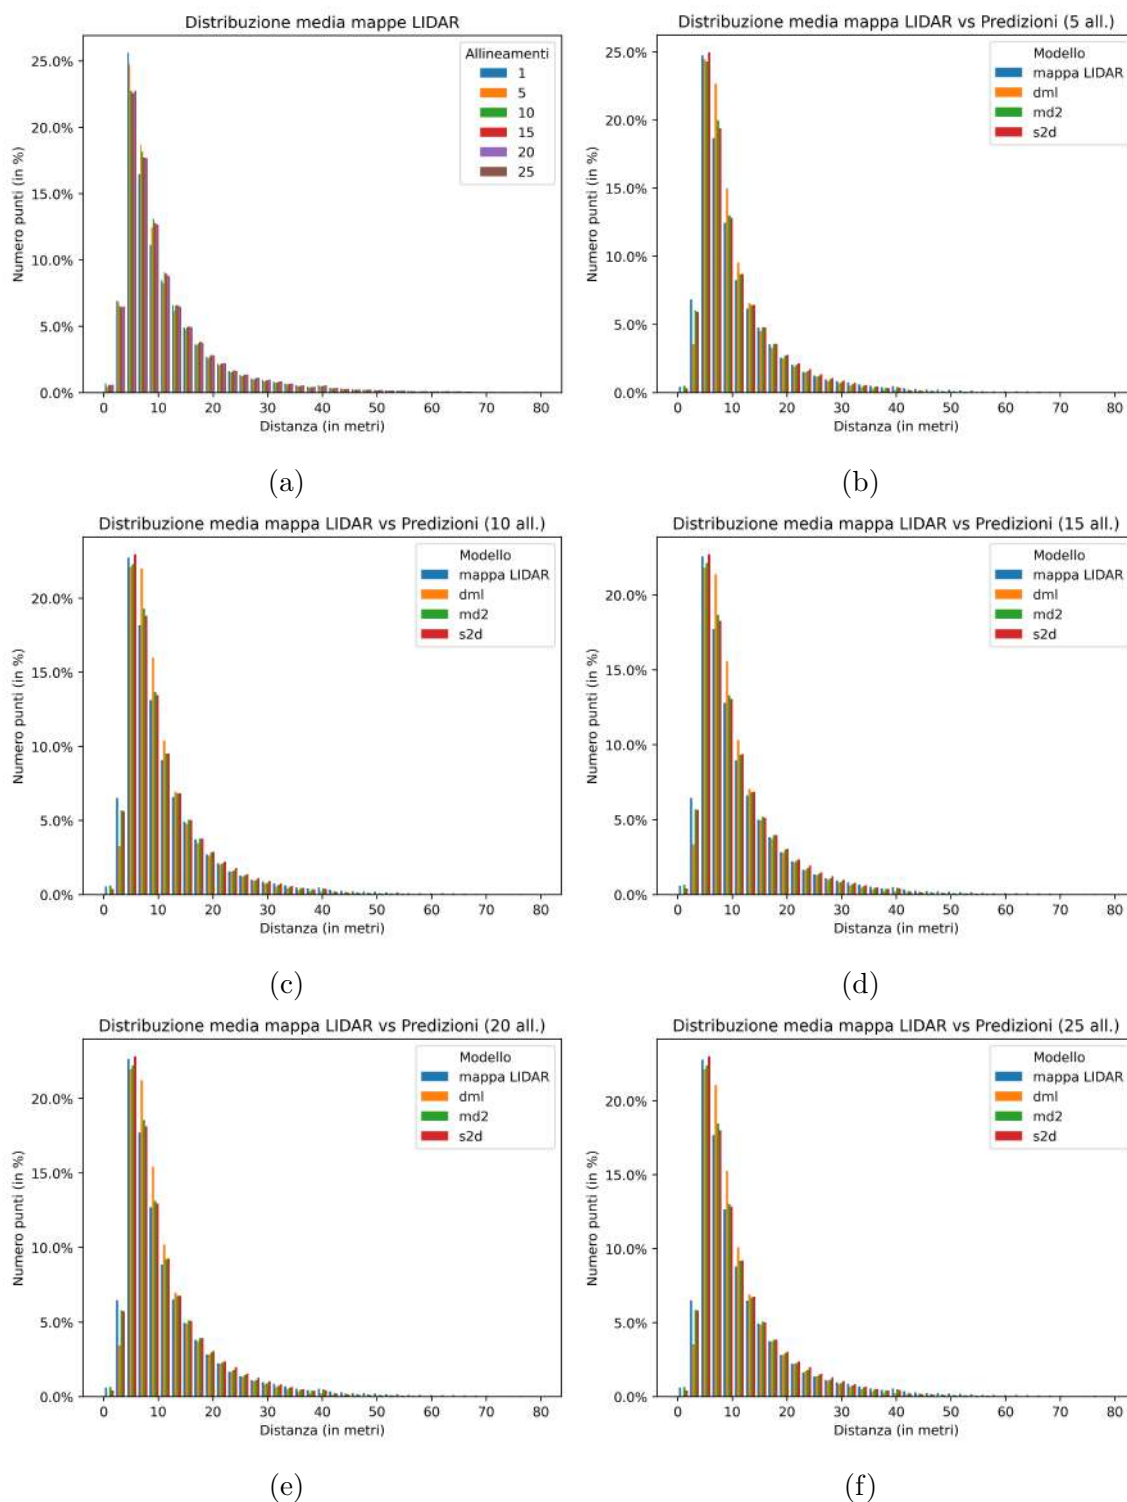 Distribuzione media mappe LIDAR
Numero punti (in %)
25.0%
20.0%
15.0%
10.0%
5.0%
0.0%
Allineamenti
1
5
10
15
20
25
0 10 20 30 40 50 60 70 80
Distanza (in metri)
(a)
Distribuzione media mappa LIDAR vs Predizioni (5 all.)
Numero punti (in %)
25.0%
20.0%
15.0%
10.0%
5.0%
0.0%
Modello
mappa LIDAR
dml
md2
s2d
0 10 20 30 40 50 60 70 80
Distanza (in metri)
(b)
Distribuzione media mappa LIDAR vs Predizioni (10 all.)
Numero punti (in %)
20.0%
15.0%
10.0%
5.0%
0.0%
Modello
mappa LIDAR
dml
md2
s2d
0 10 20 30 40 50 60 70 80
Distanza (in metri)
(c)
Distribuzione media mappa LIDAR vs Predizioni (15 all.)
Numero punti (in %)
20.0%
15.0%
10.0%
5.0%
0.0%
Modello
mappa LIDAR
dml
md2
s2d
0 10 20 30 40 50 60 70 80
Distanza (in metri)
(d)
Distribuzione media mappa LIDAR vs Predizioni (20 all.)
Numero punti (in %)
20.0%
15.0%
10.0%
5.0%
0.0%
Modello
mappa LIDAR
dml
md2
s2d
0 10 20 30 40 50 60 70 80
Distanza (in metri)
(e)
Distribuzione media mappa LIDAR vs Predizioni (25 all.)
Numero punti (in %)
20.0%
15.0%
10.0%
5.0%
0.0%
Modello
mappa LIDAR
dml
md2
s2d
0 10 20 30 40 50 60 70 80
Distanza (in metri)
(f)